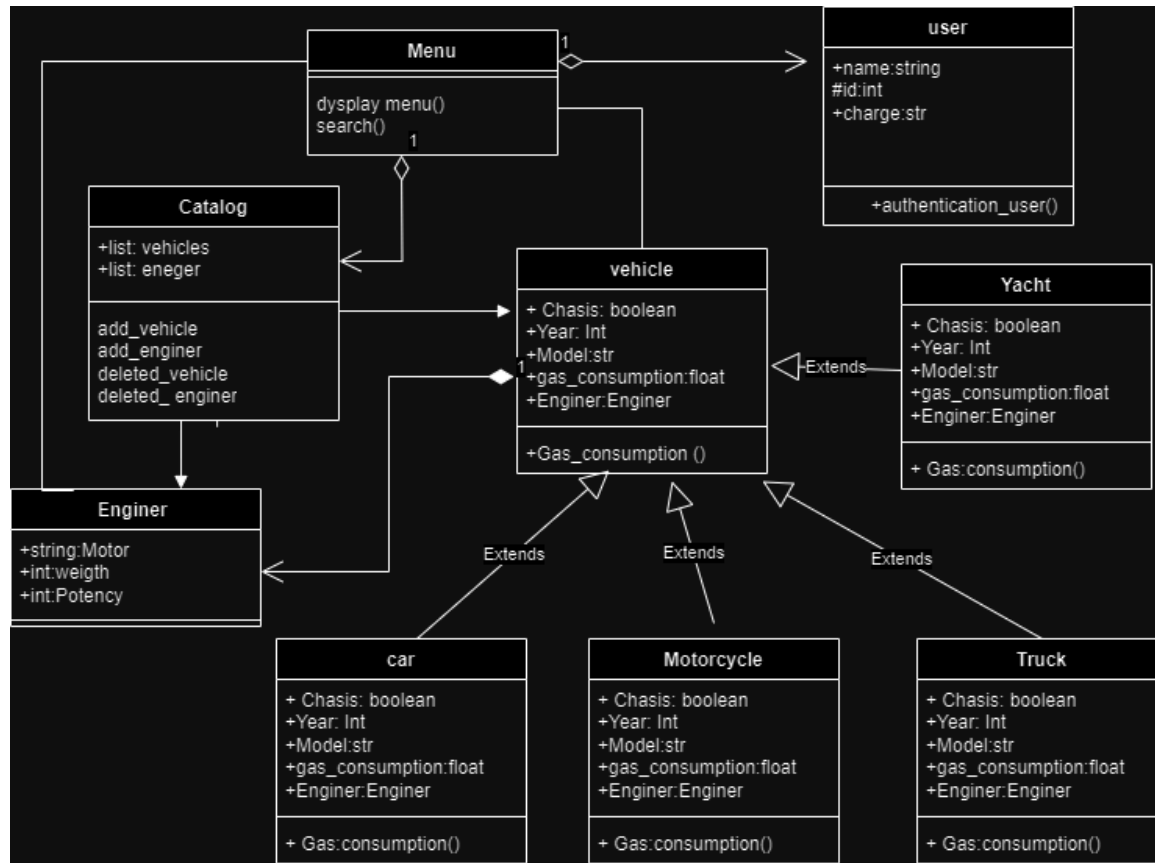 Menu
dysplay menu()
search()
1
1
user
+name:string
#id:int
+charge:str
+authentication_user()
Catalog
+list: vehicles
+list: eneger
add_vehicle
add_enginer
deleted_vehicle
deleted_ enginer
vehicle
+ Chasis: boolean
+Year: Int
+Model:str
+gas_consumption:float
+Enginer:Enginer
+Gas_consumption ()
1
Yacht
+ Chasis: boolean
+Year: Int
+Model:str
+gas_consumption:float
+Enginer:Enginer
+ Gas:consumption()
Extends
Enginer
+string:Motor
+int:weigth
+int:Potency
Extends
Extends
Extends
car
+ Chasis: boolean
+Year: Int
+Model:str
+gas_consumption:float
+Enginer:Enginer
+ Gas:consumption()
Motorcycle
+ Chasis: boolean
+Year: Int
+Model:str
+gas_consumption:float
+Enginer:Enginer
+ Gas:consumption()
Truck
+ Chasis: boolean
+Year: Int
+Model:str
+gas_consumption:float
+Enginer:Enginer
+ Gas:consumption()